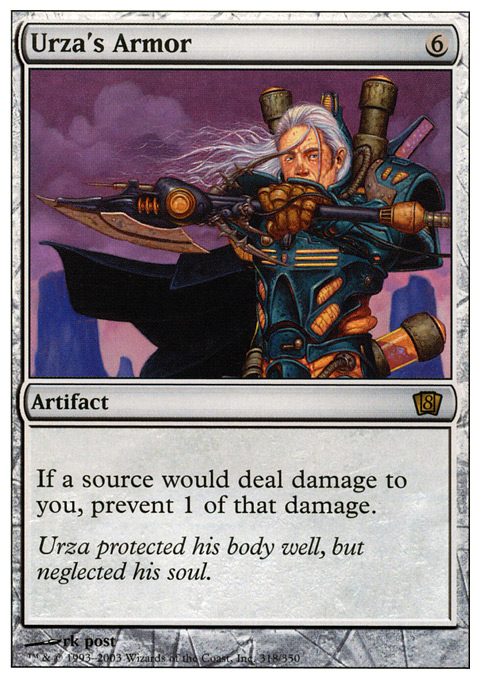 Urza's Armor 6
Artifact 8
If a source would deal damage to
you, prevent 1 of that damage.
Urza protected his body well, but
neglected his soul.
rk post
™ & © 1993–2003 Wizards of the Coast, Inc. 318/350